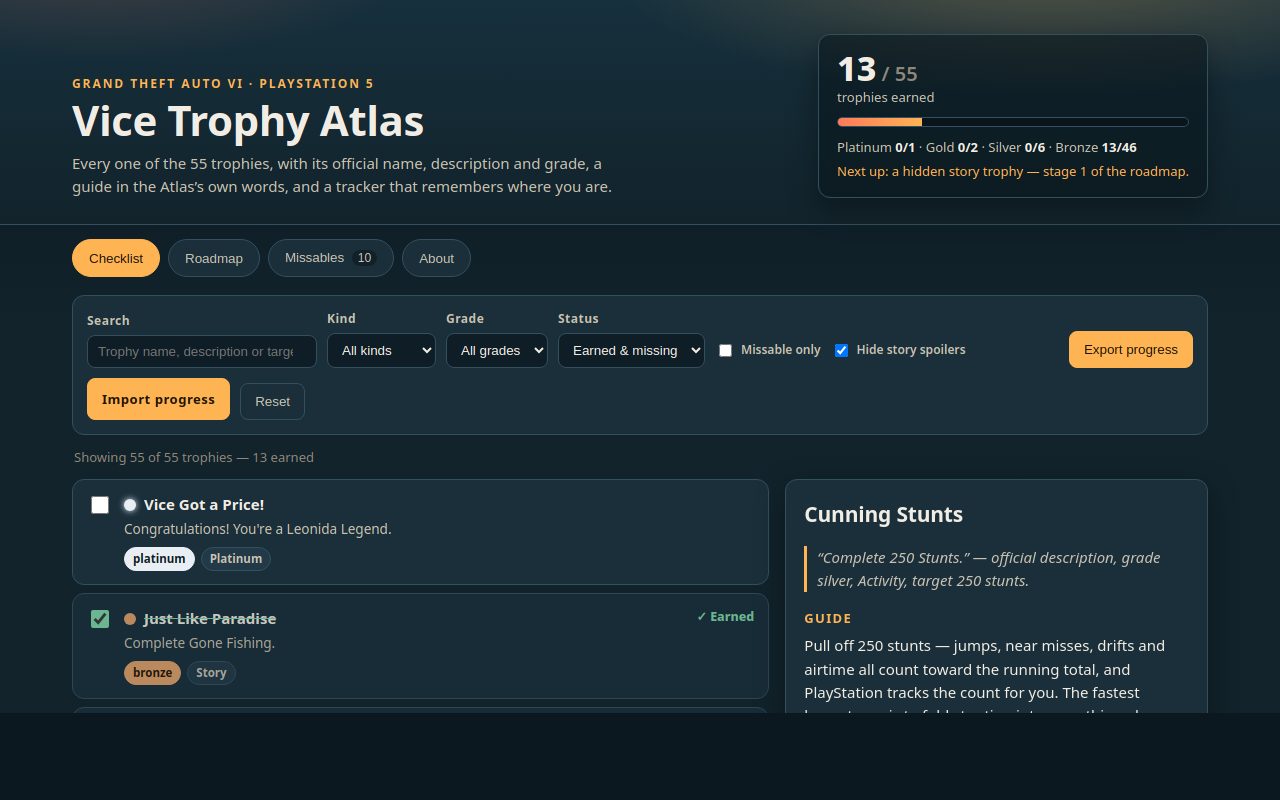 GRAND THEFT AUTO VI · PLAYSTATION 5
Vice Trophy Atlas
Every one of the 55 trophies, with its official name, description and grade, a
guide in the Atlas’s own words, and a tracker that remembers where you are.
13 / 55
trophies earned
Platinum 0/1 · Gold 0/2 · Silver 0/6 · Bronze 13/46
Next up: a hidden story trophy — stage 1 of the roadmap.
Checklist
Roadmap
Missables 10
About
Search
Trophy name, description or targe
Kind
All kinds
Grade
All grades
Status
Earned & missing
Missable only
Hide story spoilers
Export progress
Import progress
Reset
Showing 55 of 55 trophies — 13 earned
Vice Got a Price!
Congratulations! You're a Leonida Legend.
platinum
Platinum
Just Like Paradise
✓ Earned
Complete Gone Fishing.
bronze
Story
Cunning Stunts
“Complete 250 Stunts.” — official description, grade
silver, Activity, target 250 stunts.
GUIDE
Pull off 250 stunts — jumps, near misses, drifts and
airtime all count toward the running total, and
PlayStation tracks the count for you. The fastest